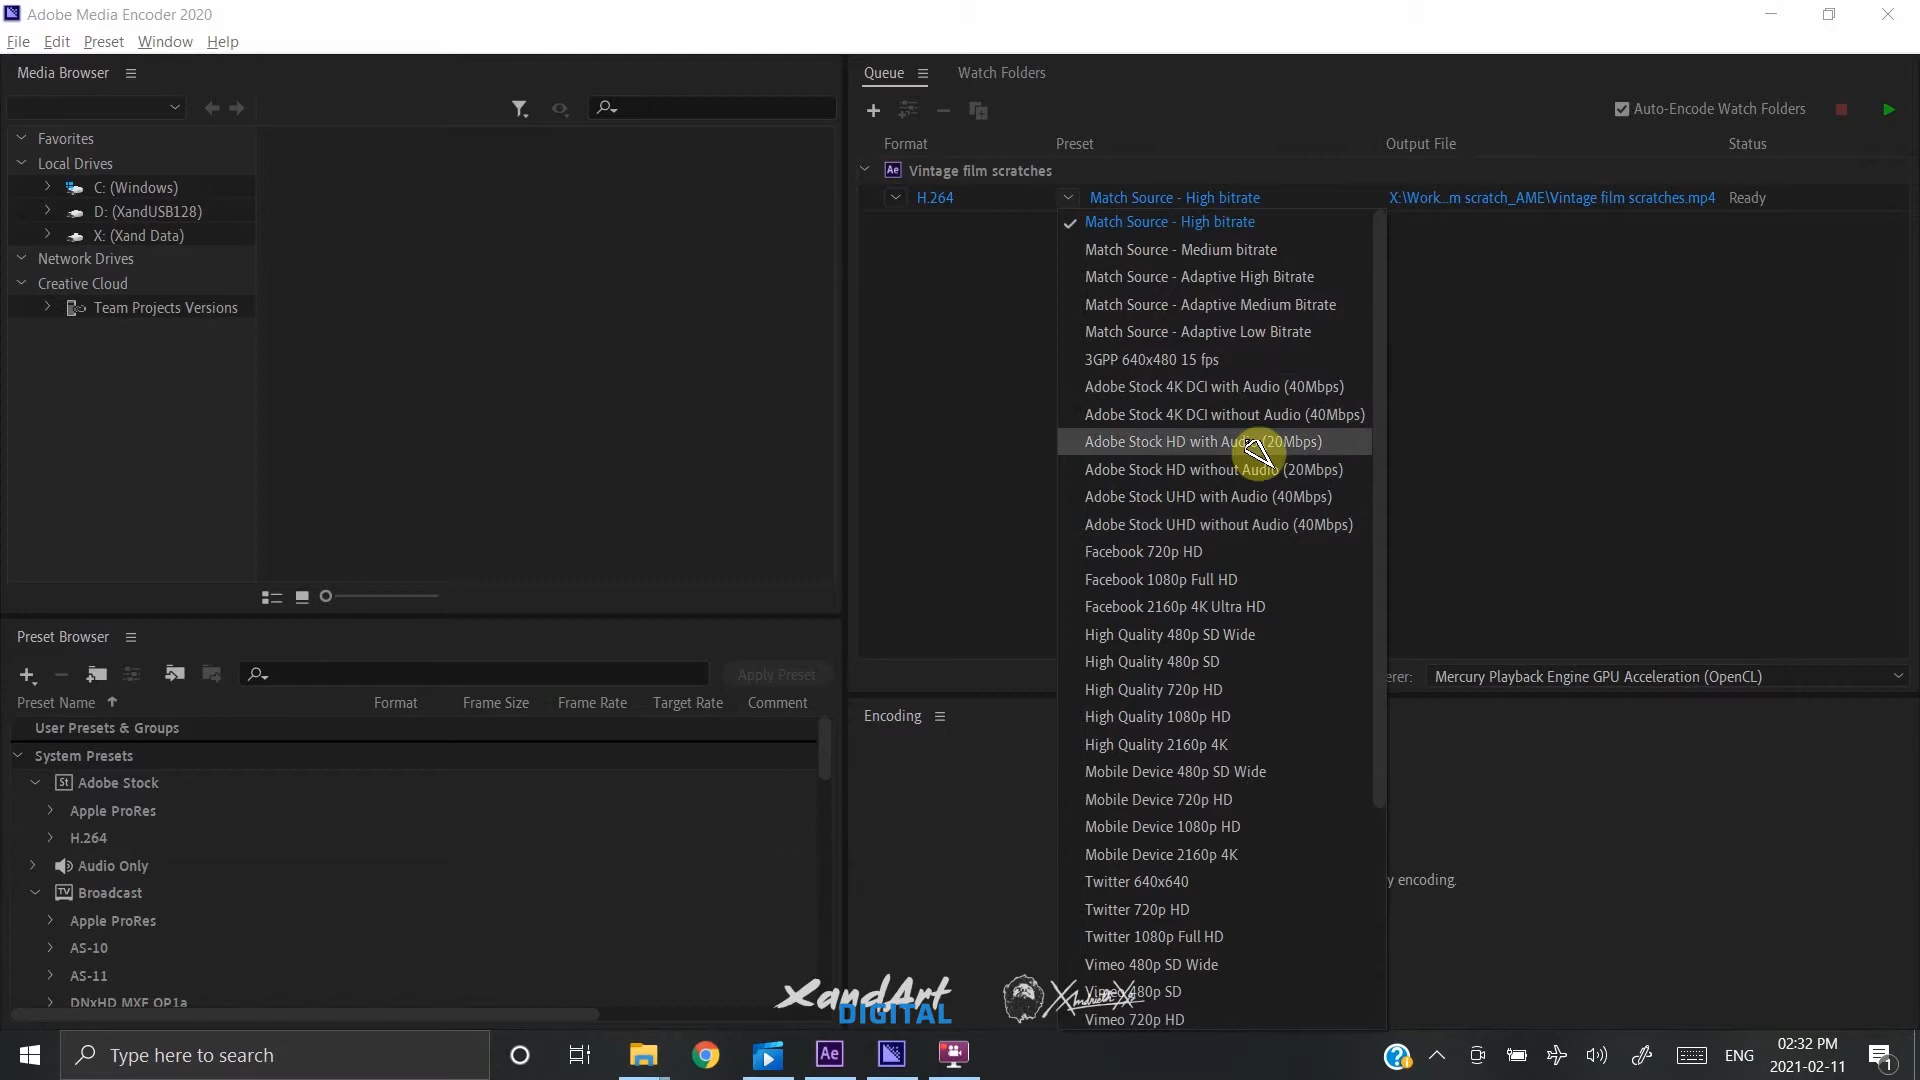 Adobe Media Encoder 2020
File Edit Preset Window Help
Media Browser
Favorites
Local Drives
C: (Windows)
D: (XandUSB128)
X: (Xand Data)
Network Drives
Creative Cloud
Team Projects Versions
Queue Watch Folders
Auto-Encode Watch Folders
Format Preset Output File Status
Ae Vintage film scratches
H.264 Match Source - High bitrate X:\Work...m scratch_AME\Vintage film scratches.mp4 Ready
Match Source - High bitrate
Match Source - Medium bitrate
Match Source - Adaptive High Bitrate
Match Source - Adaptive Medium Bitrate
Match Source - Adaptive Low Bitrate
3GPP 640x480 15 fps
Adobe Stock 4K DCI with Audio (40Mbps)
Adobe Stock 4K DCI without Audio (40Mbps)
Adobe Stock HD with Audio (20Mbps)
Adobe Stock HD without Audio (20Mbps)
Adobe Stock UHD with Audio (40Mbps)
Adobe Stock UHD without Audio (40Mbps)
Facebook 720p HD
Facebook 1080p Full HD
Facebook 2160p 4K Ultra HD
High Quality 480p SD Wide
High Quality 480p SD
High Quality 720p HD
High Quality 1080p HD
High Quality 2160p 4K
Mobile Device 480p SD Wide
Mobile Device 720p HD
Mobile Device 1080p HD
Mobile Device 2160p 4K
Twitter 640x640
Twitter 720p HD
Twitter 1080p Full HD
Vimeo 480p SD Wide
Vimeo 480p SD
Vimeo 720p HD
erer: Mercury Playback Engine GPU Acceleration (OpenCL)
Encoding
y encoding.
Preset Browser
Apply Preset
Preset Name Format Frame Size Frame Rate Target Rate Comment
User Presets & Groups
System Presets
St Adobe Stock
Apple ProRes
H.264
Audio Only
TV Broadcast
Apple ProRes
AS-10
AS-11
DNxHD MXF OP1a
XandArt
DIGITAL
Type here to search
Ae
ENG
02:32 PM
2021-02-11
1